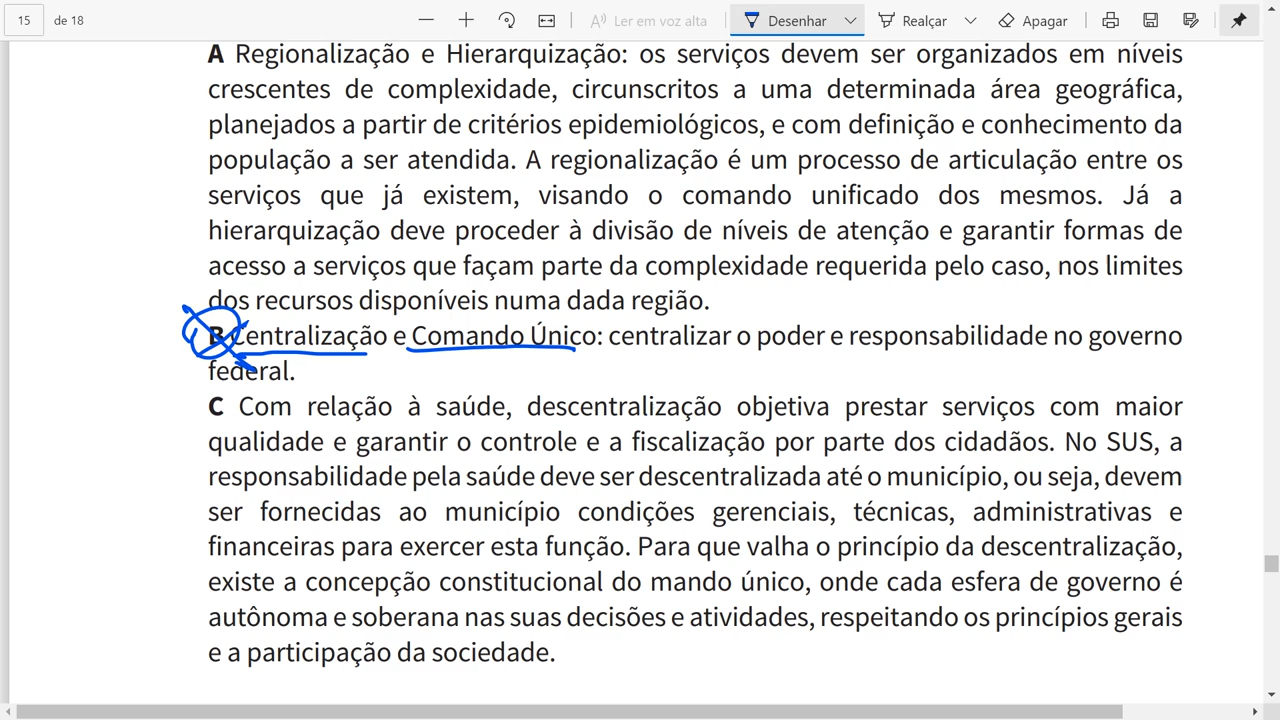 15 de 18 Ler em voz alta Desenhar Realçar Apagar
A Regionalização e Hierarquização: os serviços devem ser organizados em níveis
crescentes de complexidade, circunscritos a uma determinada área geográfica,
planejados a partir de critérios epidemiológicos, e com definição e conhecimento da
população a ser atendida. A regionalização é um processo de articulação entre os
serviços que já existem, visando o comando unificado dos mesmos. Já a
hierarquização deve proceder à divisão de níveis de atenção e garantir formas de
acesso a serviços que façam parte da complexidade requerida pelo caso, nos limites
dos recursos disponíveis numa dada região.
B Centralização e Comando Único: centralizar o poder e responsabilidade no governo
federal.
C Com relação à saúde, descentralização objetiva prestar serviços com maior
qualidade e garantir o controle e a fiscalização por parte dos cidadãos. No SUS, a
responsabilidade pela saúde deve ser descentralizada até o município, ou seja, devem
ser fornecidas ao município condições gerenciais, técnicas, administrativas e
financeiras para exercer esta função. Para que valha o princípio da descentralização,
existe a concepção constitucional do mando único, onde cada esfera de governo é
autônoma e soberana nas suas decisões e atividades, respeitando os princípios gerais
e a participação da sociedade.